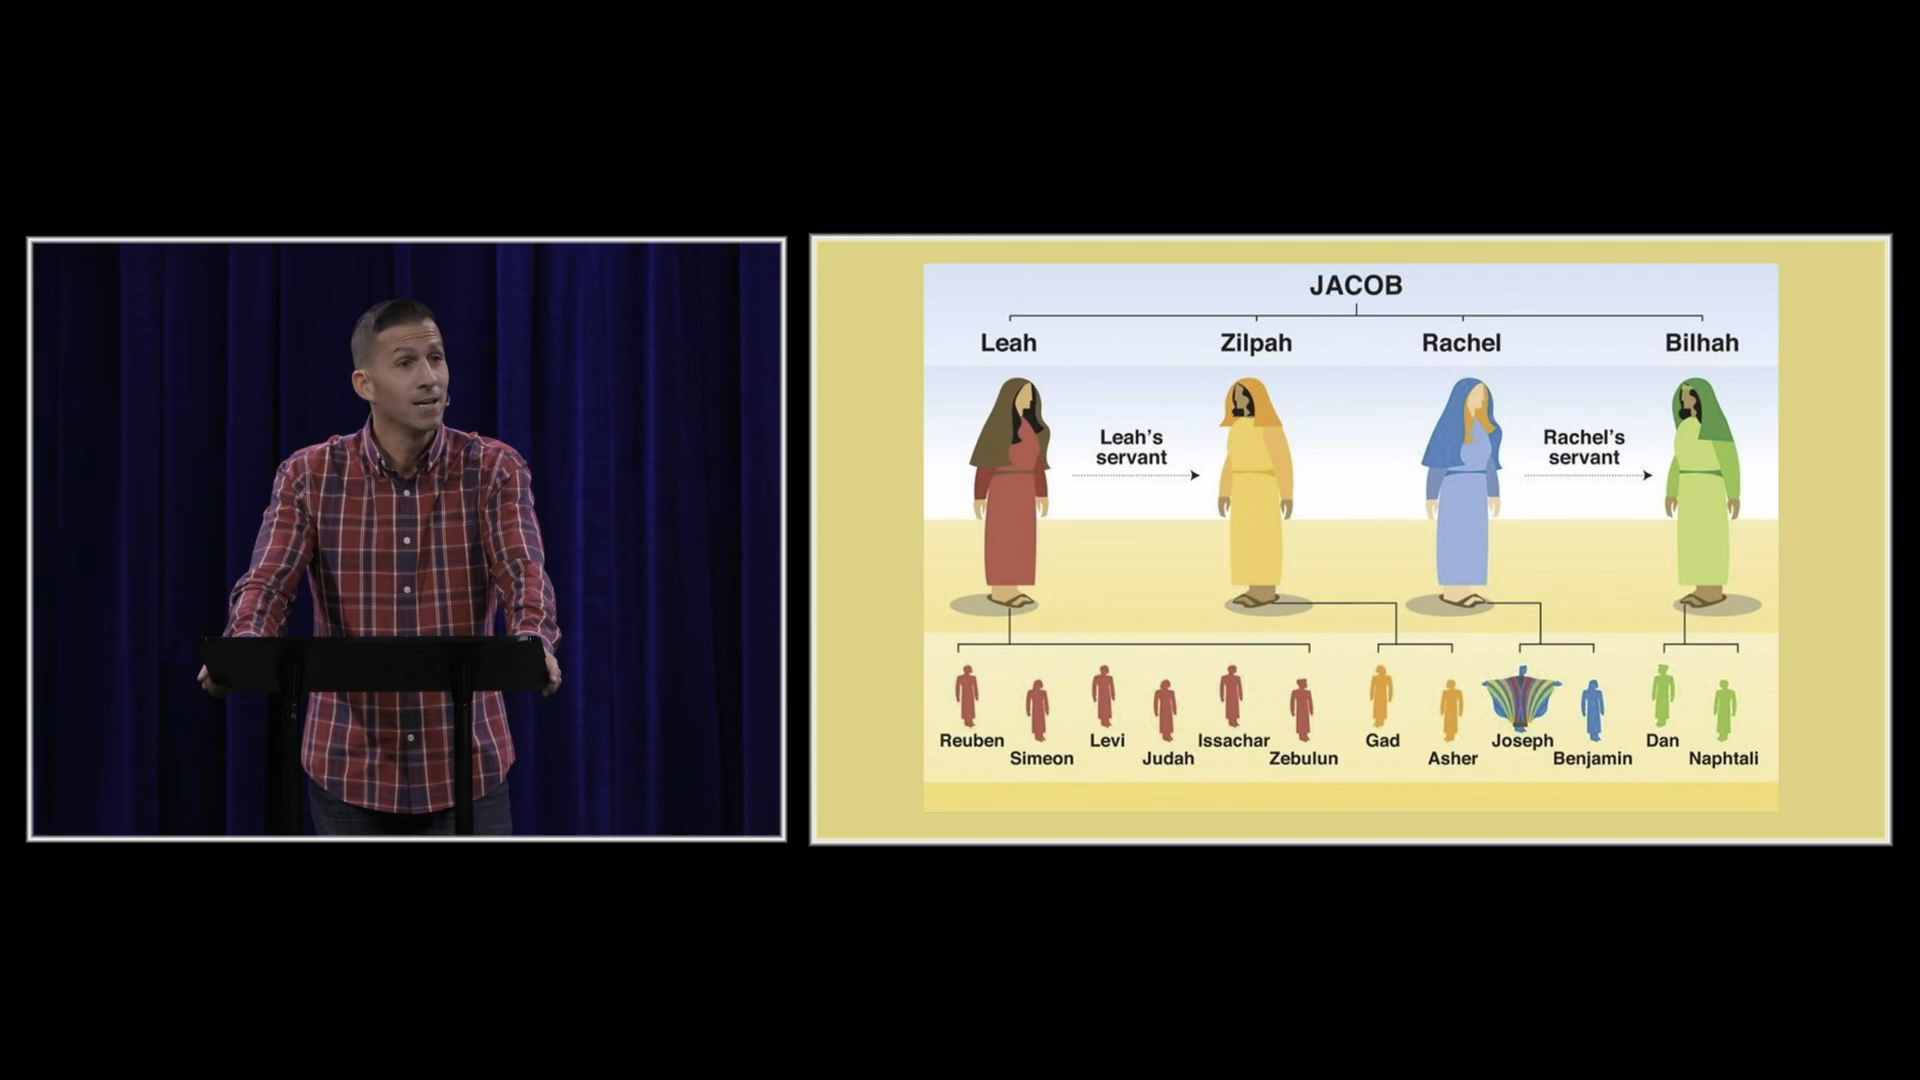 JACOB
Leah Zilpah Rachel Bilhah
Leah's
servant
Rachel's
servant
Reuben
Simeon
Levi
Judah
Issachar
Zebulun
Gad
Asher
Joseph
Benjamin
Dan
Naphtali